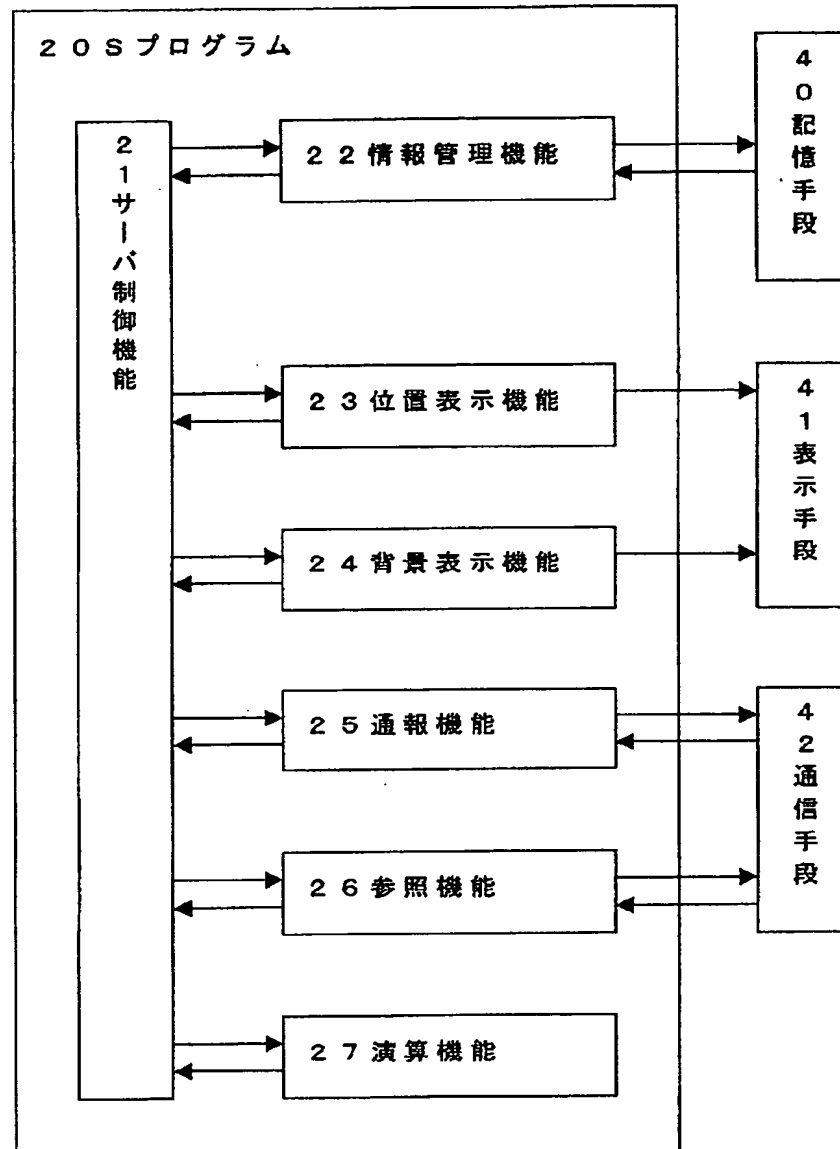 ２０Ｓプログラム
２１サーバ制御機能
２２情報管理機能
２３位置表示機能
２４背景表示機能
２５通報機能
２６参照機能
２７演算機能
４０記憶手段
４１表示手段
４２通信手段